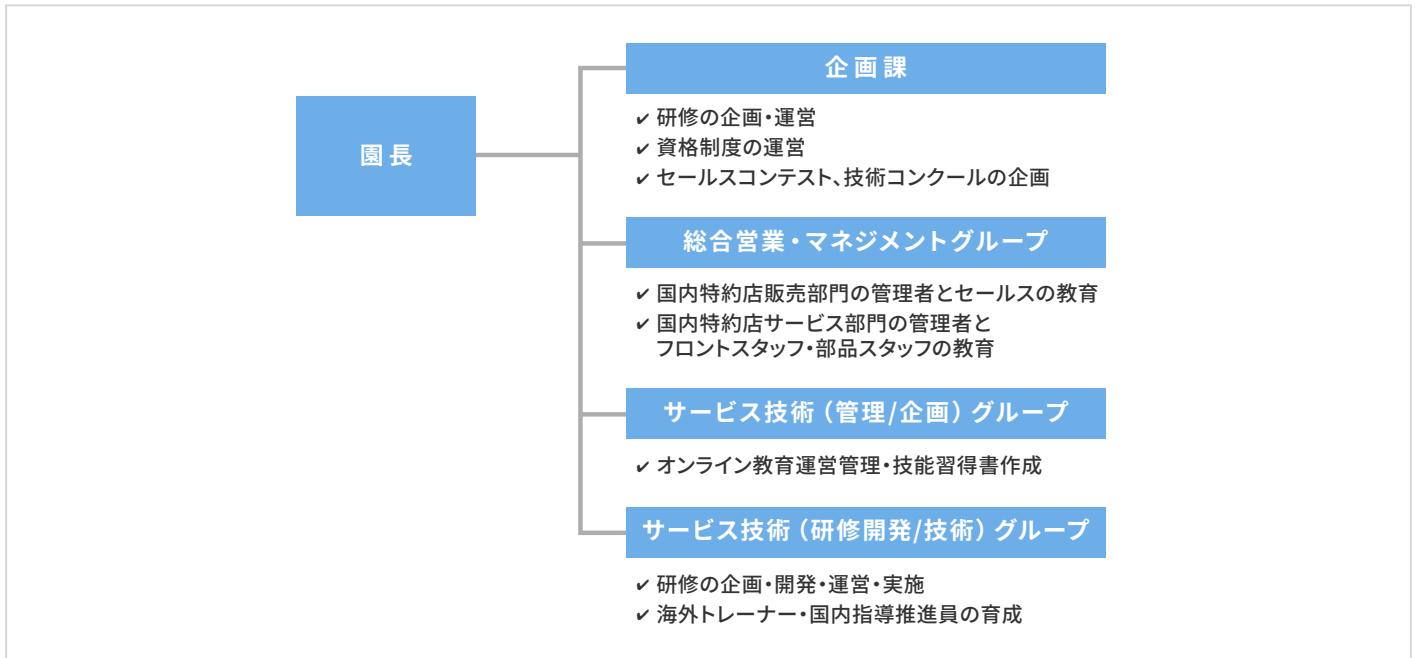 園長
企画課
✔ 研修の企画・運営
✔ 資格制度の運営
✔ セールスコンテスト、技術コンクールの企画
総合営業・マネジメントグループ
✔ 国内特約店販売部門の管理者とセールスの教育
✔ 国内特約店サービス部門の管理者と
フロントスタッフ・部品スタッフの教育
サービス技術（管理/企画）グループ
✔ オンライン教育運営管理・技能習得書作成
サービス技術（研修開発/技術）グループ
✔ 研修の企画・開発・運営・実施
✔ 海外トレーナー・国内指導推進員の育成